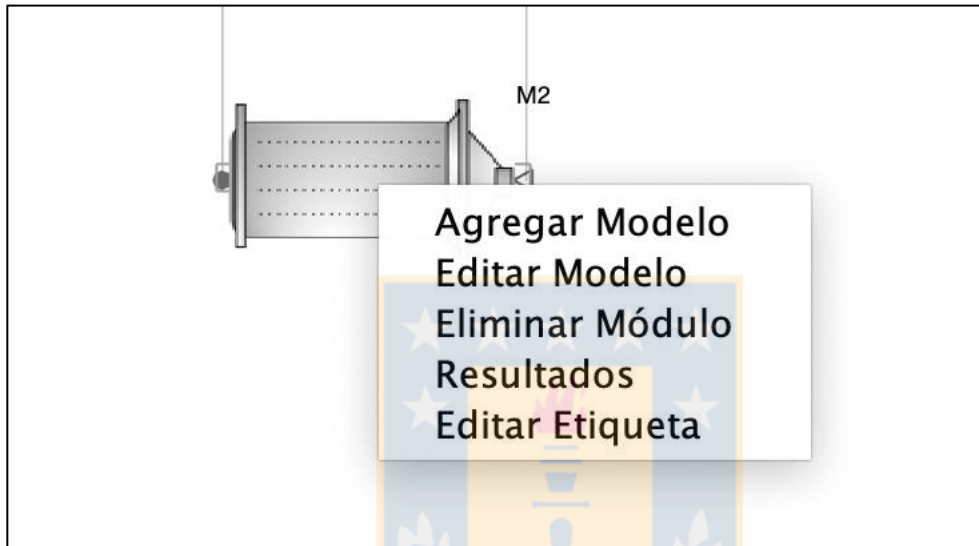 M2
Agregar Modelo
Editar Modelo
Eliminar Módulo
Resultados
Editar Etiqueta